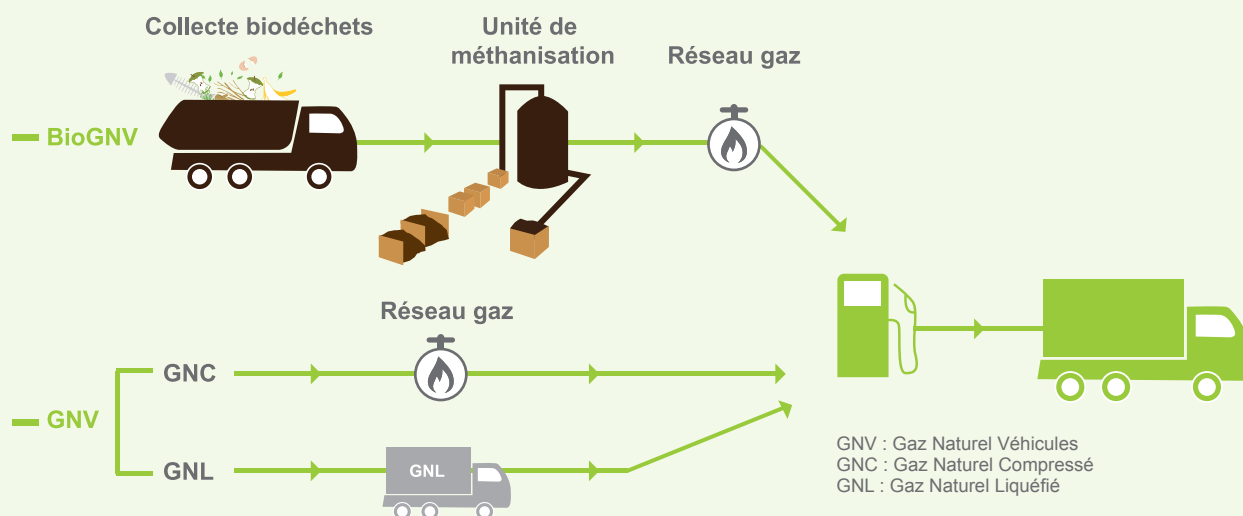 Collecte biodéchets
Unité de
méthanisation
Réseau gaz
BioGNV
Réseau gaz
GNC
GNV
GNL
GNL
GNV : Gaz Naturel Véhicules
GNC : Gaz Naturel Compressé
GNL : Gaz Naturel Liquéfié